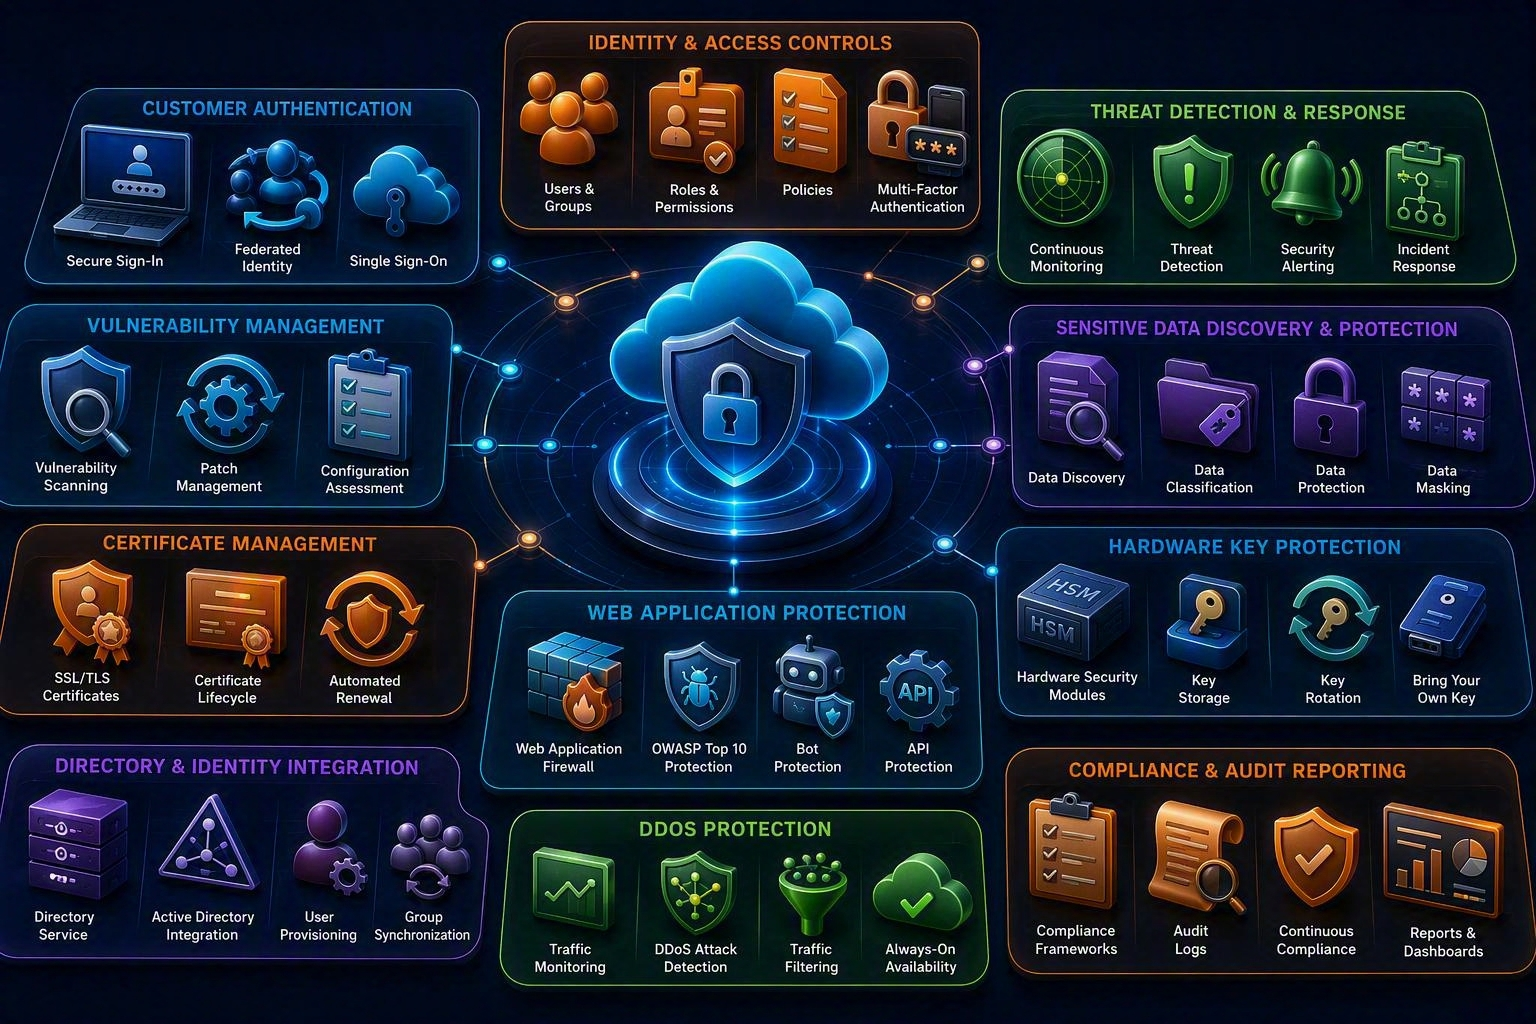 IDENTITY & ACCESS CONTROLS
***
Users &
Groups
Roles &
Permissions
Policies
Multi-Factor
Authentication
CUSTOMER AUTHENTICATION
Secure Sign-In
Federated
Identity
Single Sign-On
THREAT DETECTION & RESPONSE
Continuous
Monitoring
Threat
Detection
Security
Alerting
Incident
Response
VULNERABILITY MANAGEMENT
Vulnerability
Scanning
Patch
Management
Configuration
Assessment
SENSITIVE DATA DISCOVERY & PROTECTION
Data Discovery
Data
Classification
Data
Protection
Data
Masking
CERTIFICATE MANAGEMENT
SSL/TLS
Certificates
Certificate
Lifecycle
Automated
Renewal
HARDWARE KEY PROTECTION
HSM
HSM
Hardware Security
Modules
Key
Storage
Key
Rotation
Bring Your
Own Key
WEB APPLICATION PROTECTION
API
Web Application
Firewall
OWASP Top 10
Protection
Bot
Protection
API
Protection
DIRECTORY & IDENTITY INTEGRATION
Directory
Service
Active Directory
Integration
User
Provisioning
Group
Synchronization
DDOS PROTECTION
Traffic
Monitoring
DDoS Attack
Detection
Traffic
Filtering
Always-On
Availability
COMPLIANCE & AUDIT REPORTING
Compliance
Frameworks
Audit
Logs
Continuous
Compliance
Reports &
Dashboards